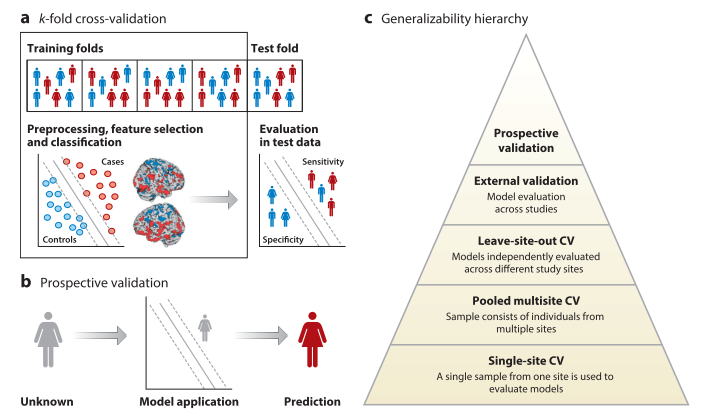 a k-fold cross-validation
Training folds
Test fold
Preprocessing, feature selection
and classification
Cases
Controls
Evaluation
in test data
Sensitivity
Specificity
b Prospective validation
Unknown
Model application
Prediction
c Generalizability hierarchy
Prospective
validation
External validation
Model evaluation
across studies
Leave-site-out CV
Models independently evaluated
across different study sites
Pooled multisite CV
Sample consists of individuals from
multiple sites
Single-site CV
A single sample from one site is used to
evaluate models